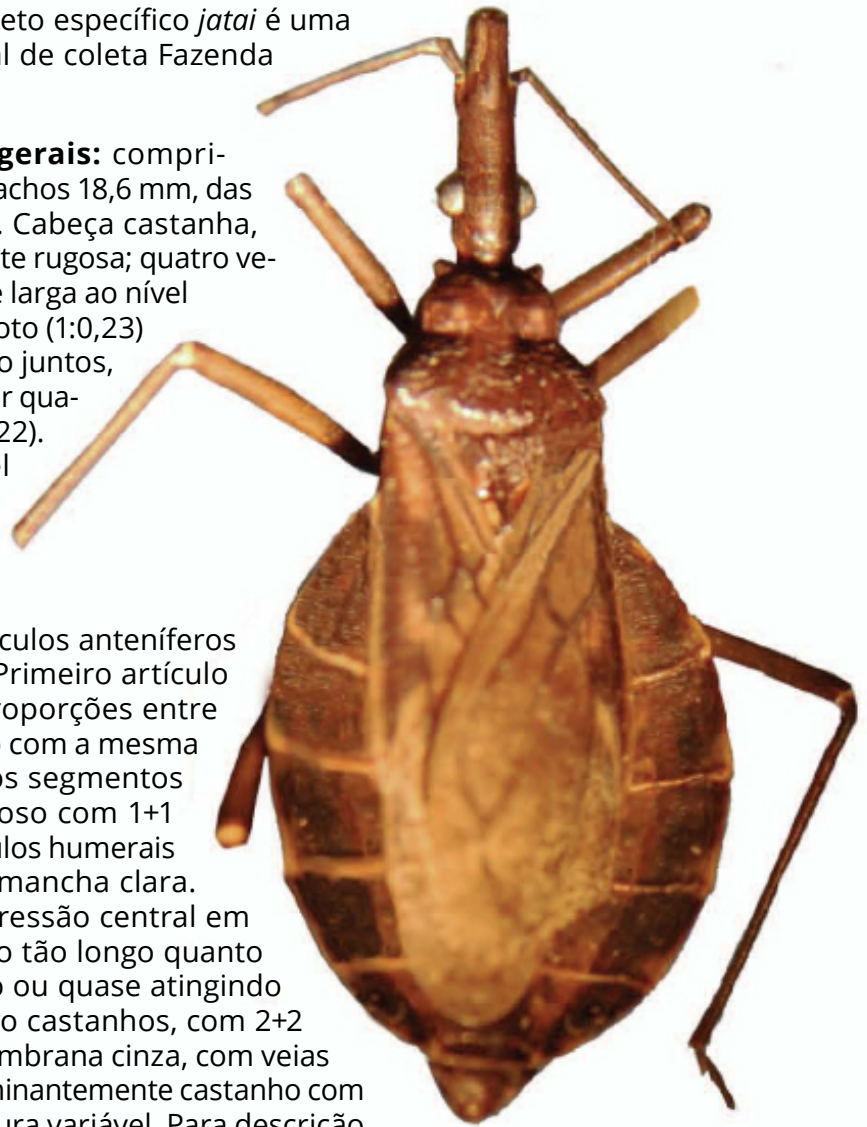 eto específico jatai é uma
l de coleta Fazenda
gerais: compri-
achos 18,6 mm, das
. Cabeça castanha,
te rugosa; quatro ve-
e larga ao nível
oto (1:0,23)
o juntos,
r qua-
22).
l
culos anteníferos
Primeiro artículo
roporções entre
o com a mesma
os segmentos
oso com 1+1
ulos humerais
mancha clara.
ressão central em
o tão longo quanto
o ou quase atingindo
o castanhos, com 2+2
embrana cinza, com veias
minantemente castanho com
ura variável. Para descrição